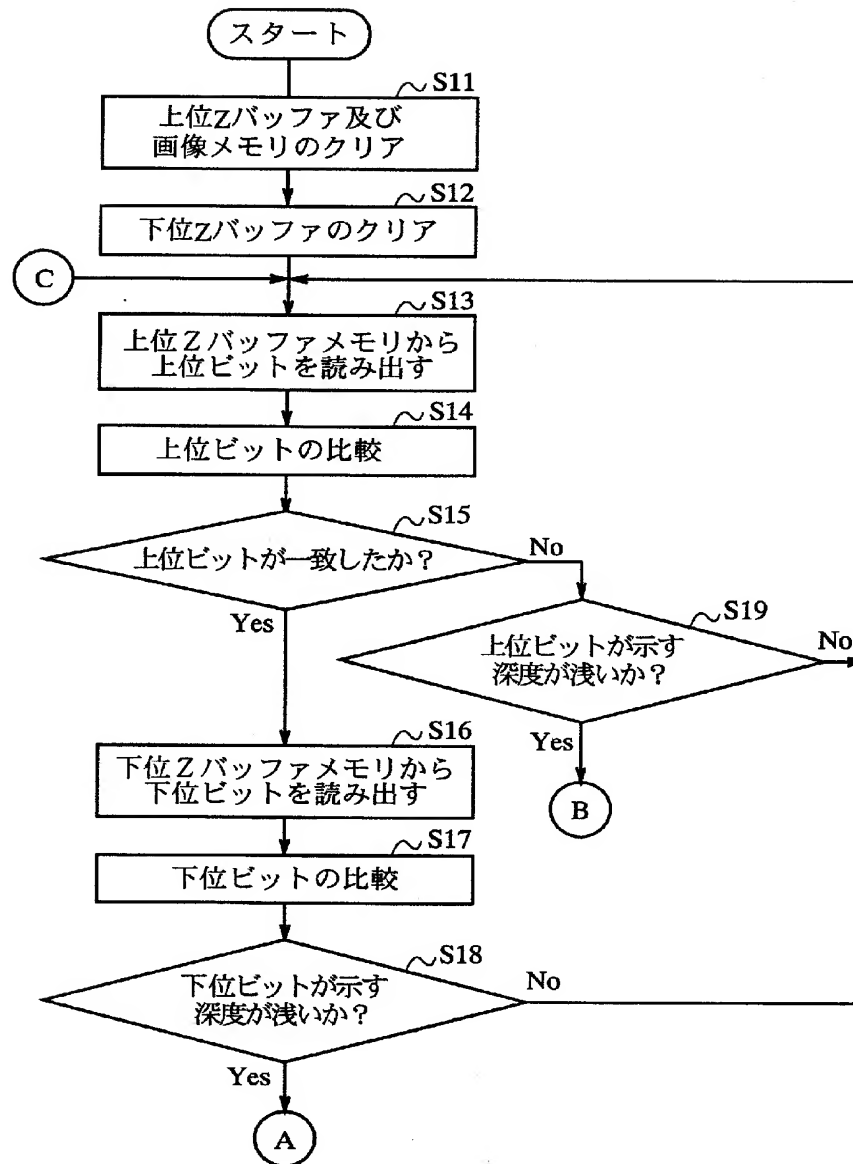 スタート
S11
上位Zバッファ及び
画像メモリのクリア
S12
下位Zバッファのクリア
C
S13
上位Zバッファメモリから
上位ビットを読み出す
S14
上位ビットの比較
S15
上位ビットが一致したか？
No
Yes
S19
上位ビットが示す
深度が浅いか？
No
Yes
B
S16
下位Zバッファメモリから
下位ビットを読み出す
S17
下位ビットの比較
S18
下位ビットが示す
深度が浅いか？
No
Yes
A